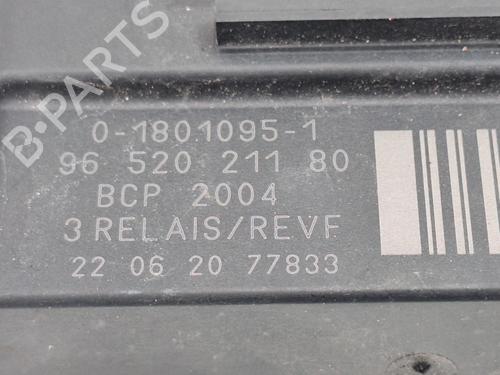 B-PARTS
0-1801095-1
96 520 211 80
BCP 2004
3 RELAIS/REVF
22 06 20 77833